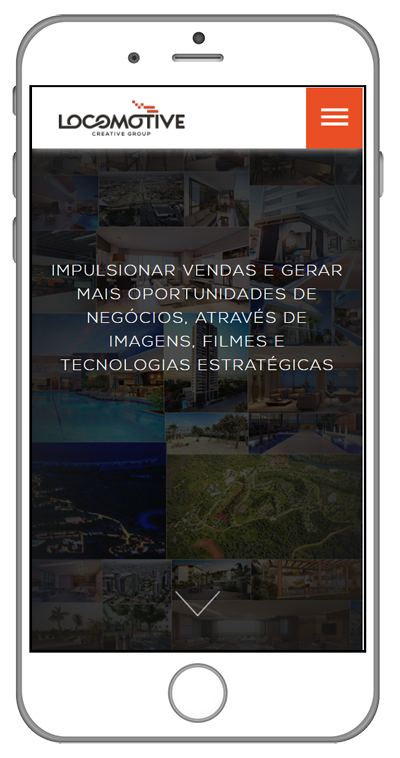 LOCOMOTIVE
CREATIVE GROUP
IMPULSIONAR VENDAS E GERAR
MAIS OPORTUNIDADES DE
NEGÓCIOS, ATRAVÉS DE
IMAGENS, FILMES E
TECNOLOGIAS ESTRATÉGICAS